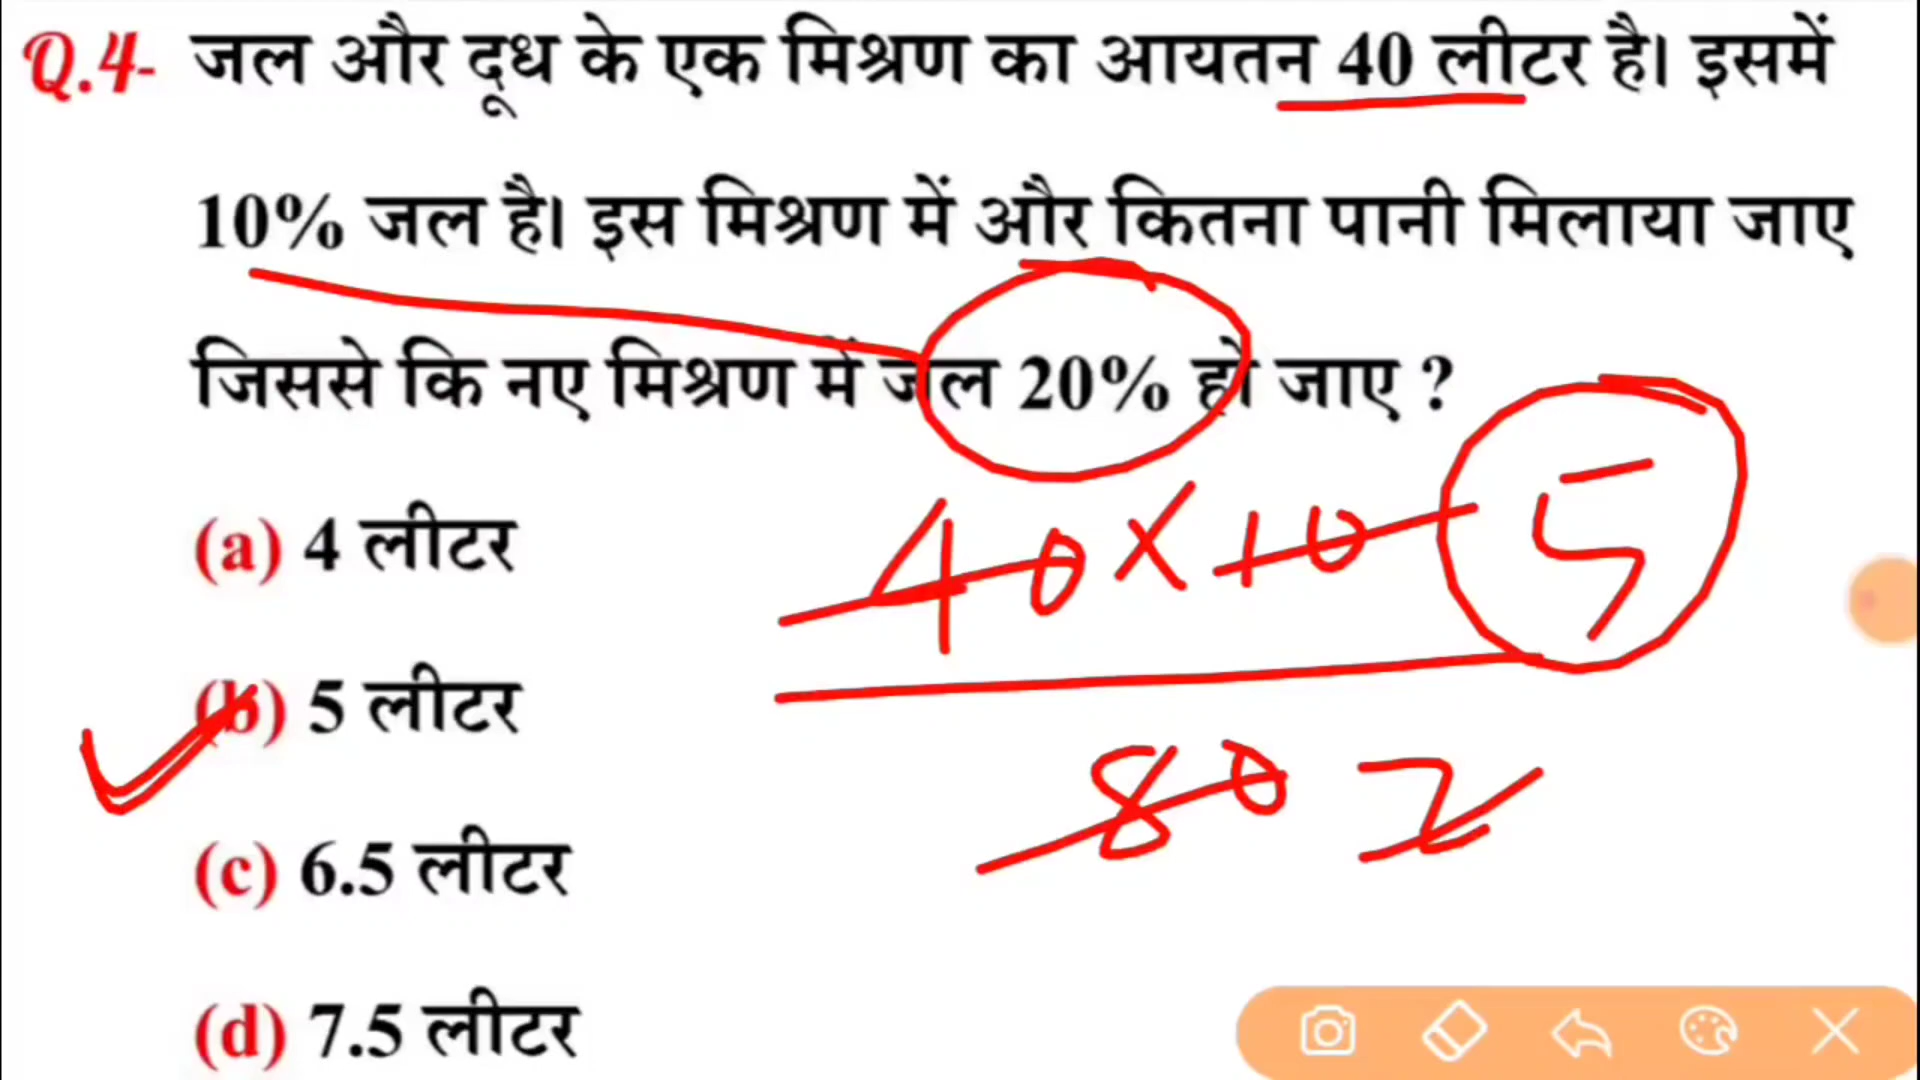 Q.4- जल और दूध के एक मिश्रण का आयतन 40 लीटर है। इसमें
10% जल है। इस मिश्रण में और कितना पानी मिलाया जाए
जिससे कि नए मिश्रण में जल 20% हो जाए ?
(a) 4 लीटर
40×10 5
(b) 5 लीटर
80 2
(c) 6.5 लीटर
(d) 7.5 लीटर